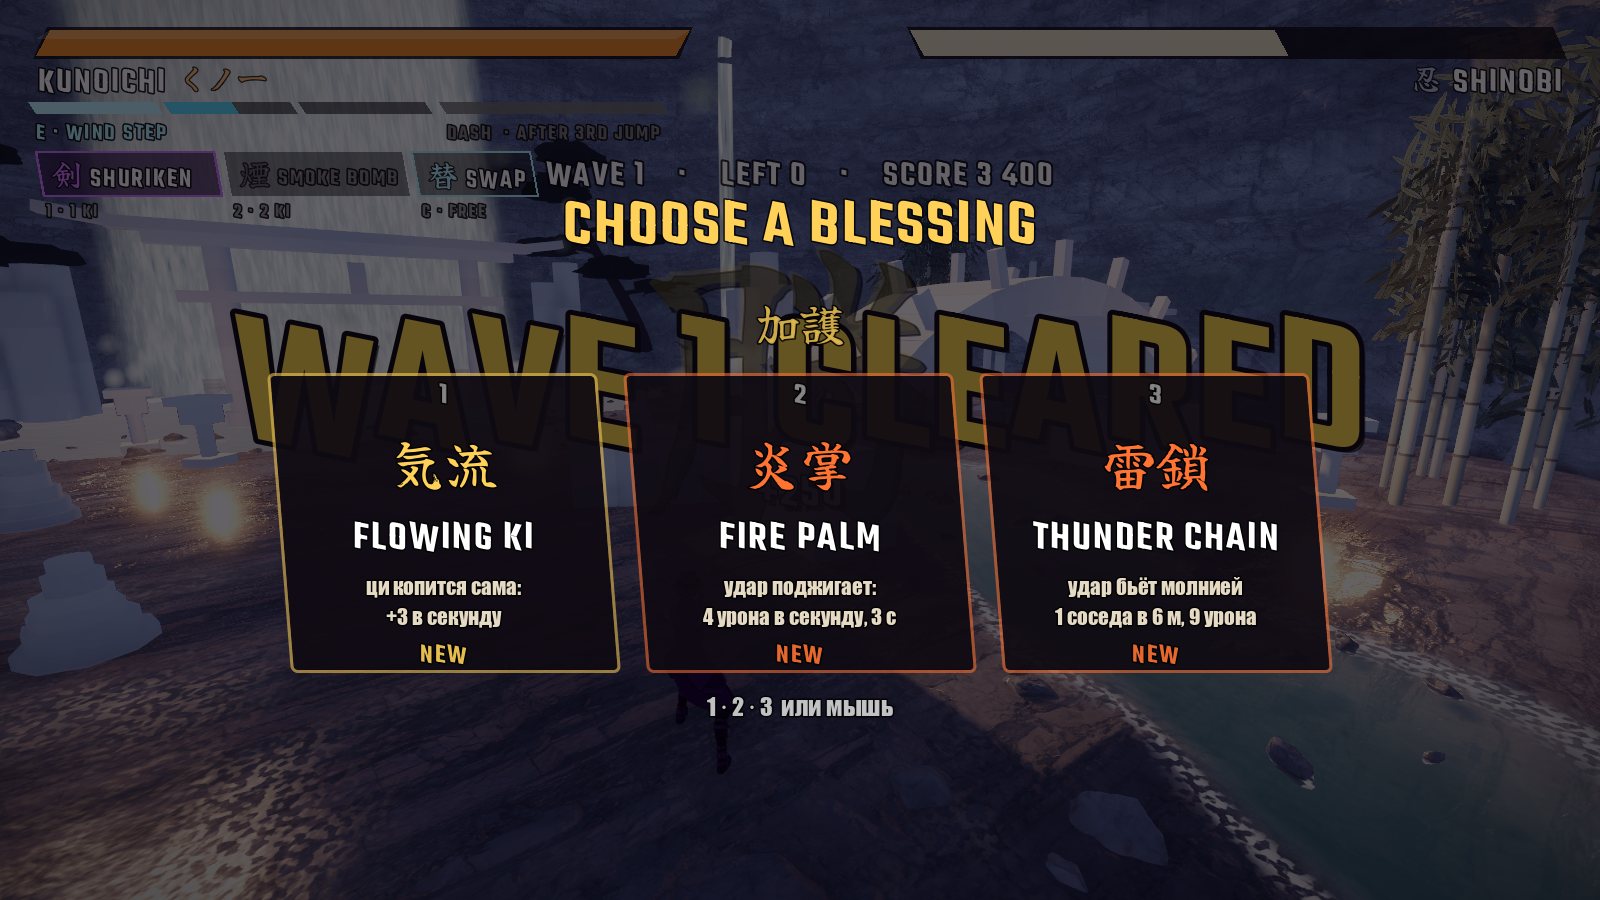 KUNOICHI くノ一
忍 SHINOBI
E · WIND STEP
DASH · AFTER 3RD JUMP
剣 SHURIKEN
煙 SMOKE BOMB
替 SWAP
1 · 1 KI
2 · 2 KI
C · FREE
WAVE 1 · LEFT 0 · SCORE 3 400
CHOOSE A BLESSING
加護
WAVE 1 CLEARED
1
気流
FLOWING KI
ци копится сама:
+3 в секунду
NEW
2
炎掌
FIRE PALM
удар поджигает:
4 урона в секунду, 3 с
NEW
3
雷鎖
THUNDER CHAIN
удар бьёт молнией
1 соседа в 6 м, 9 урона
NEW
1 · 2 · 3 или мышь